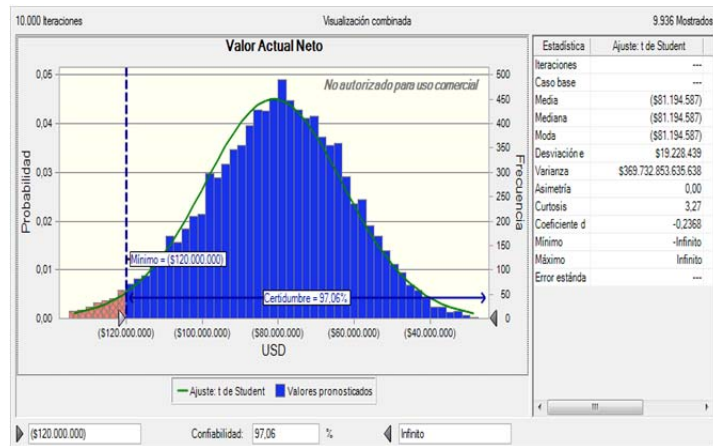 10.000 Iteraciones
Visualización combinada
9.936 Mostrados
Valor Actual Neto
No autorizado para uso comercial
Probabilidad
0,05
0,04
0,03
0,02
0,01
0,00
Frecuencia
500
450
400
350
300
250
200
150
100
50
0
Mínimo = ($120.000.000)
Certidumbre = 97,06%
($120.000.000)
($100.000.000)
($80.000.000)
($60.000.000)
($40.000.000)
USD
Ajuste: t de Student
Valores pronosticados
Estadística Ajuste: t de Student
Iteraciones ---
Caso base ---
Media ($81.194.587)
Mediana ($81.194.587)
Moda ($81.194.587)
Desviación e $19.228.439
Varianza $369.732.853.635.638
Asimetría 0,00
Curtosis 3,27
Coeficiente d -0,2368
Mínimo -Infinito
Máximo Infinito
Error estánda ---
($120.000.000)
Confiabilidad: 97,06 %
Infinito